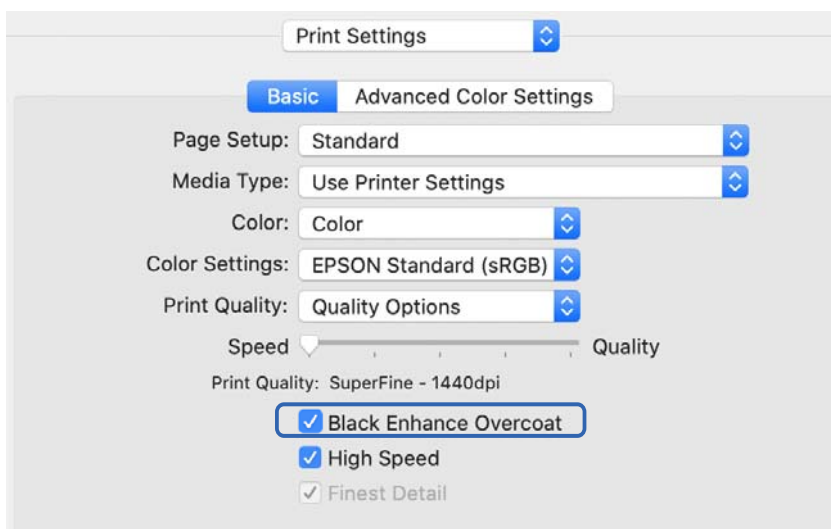 Print Settings
Basic Advanced Color Settings
Page Setup: Standard
Media Type: Use Printer Settings
Color: Color
Color Settings: EPSON Standard (sRGB)
Print Quality: Quality Options
Speed Quality
Print Quality: SuperFine - 1440dpi
Black Enhance Overcoat
High Speed
Finest Detail